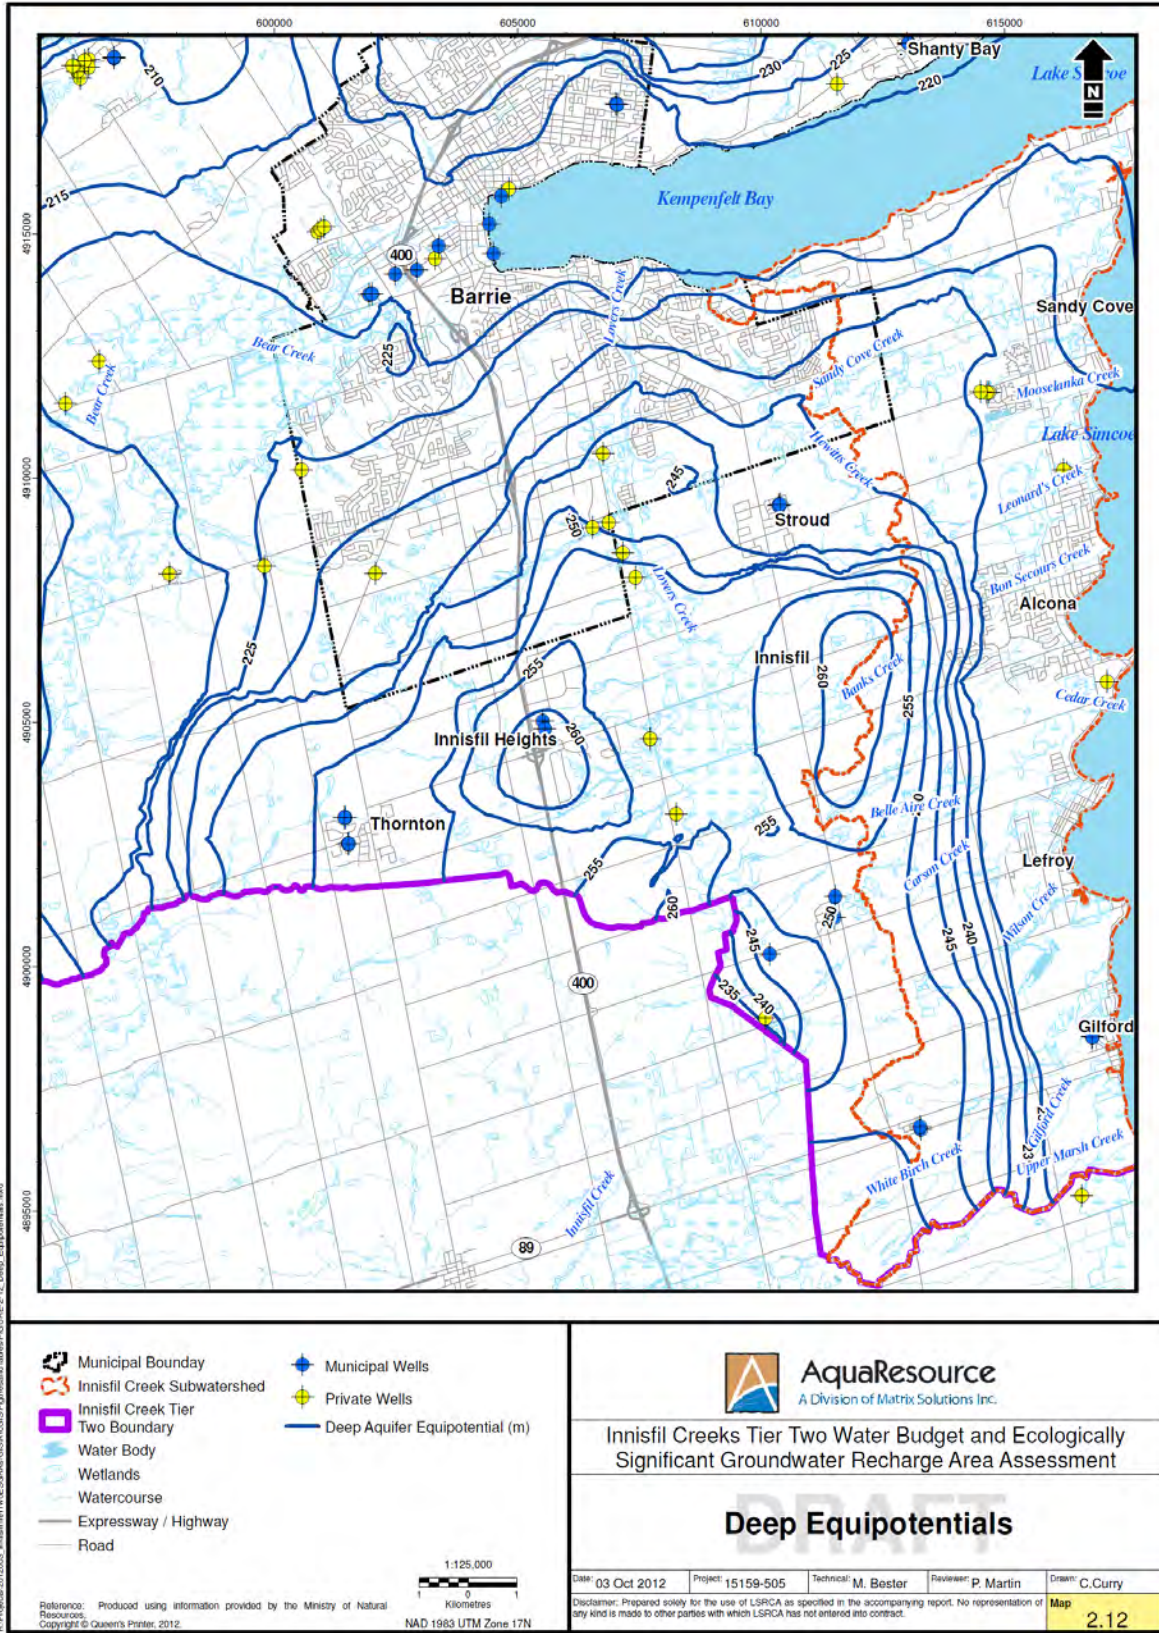 600000
605000
610000
615000
Shanty Bay
230
225
220
210
Lake
N
215
Kempenfelt Bay
4915000
400
Barrie
Lovers Creek
Sandy Cove
Bear Creek
225
Bear Creek
Sandy Cove Creek
Mooselanka Creek
Hewitts Creek
Lake Simcoe
245
4910000
Leonard's Creek
250
Stroud
Bon Secours Creek
Lovers Creek
Alcona
225
255
Innisfil
260
Banks Creek
255
Cedar Creek
4905000
Innisfil Heights
260
Belle Aire Creek
Thornton
255
Carson Creek
Lefroy
255
260
250
Wilson Creek
245
245
240
4900000
400
235
240
Gilford
Gilford Creek
Upper Marsh Creek
White Birch Creek
Innisfil Creek
4895000
89
Municipal Bounday
Innisfil Creek Subwatershed
Innisfil Creek Tier
Two Boundary
Water Body
Wetlands
Watercourse
Expressway / Highway
Road
Municipal Wells
Private Wells
Deep Aquifer Equipotential (m)
1:125,000
1 0 1
Kilometres
NAD 1983 UTM Zone 17N
Reference: Produced using information provided by the Ministry of Natural
Resources,
Copyright © Queen's Printer, 2012.
AquaResource
A Division of Matrix Solutions Inc.
Innisfil Creeks Tier Two Water Budget and Ecologically
Significant Groundwater Recharge Area Assessment
DRAFT
Deep Equipotentials
Date: 03 Oct 2012 Project: 15159-505 Technical: M. Bester Reviewer: P. Martin Drawn: C.Curry
Disclaimer: Prepared solely for the use of LSRCA as specified in the accompanying report. No representation of
any kind is made to other parties with which LSRCA has not entered into contract.
Map
2.12